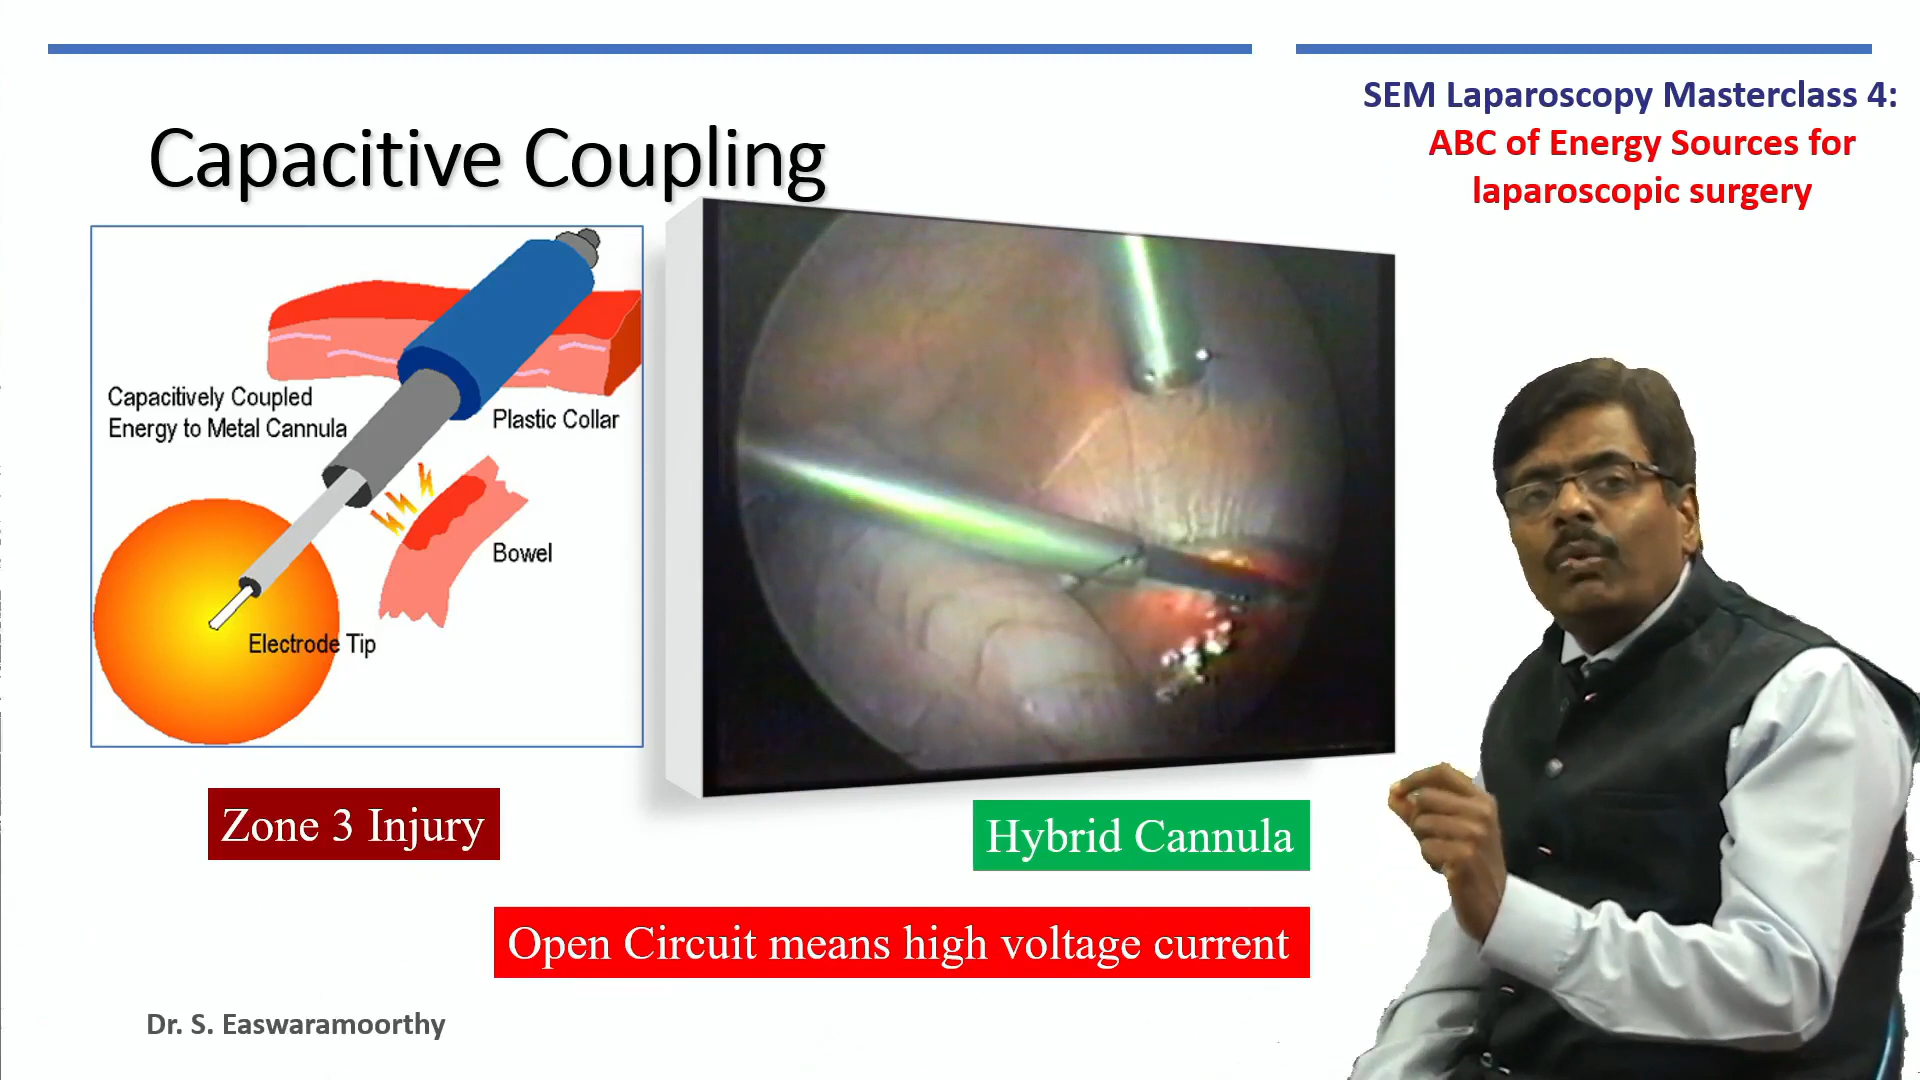 SEM Laparoscopy Masterclass 4:
ABC of Energy Sources for
laparoscopic surgery
Capacitive Coupling
Capacitively Coupled
Energy to Metal Cannula
Plastic Collar
Bowel
Electrode Tip
Zone 3 Injury
Hybrid Cannula
Open Circuit means high voltage current
Dr. S. Easwaramoorthy